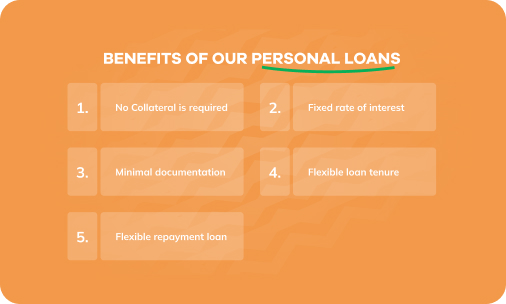 BENEFITS OF OUR PERSONAL LOANS
1. No Collateral is required
2. Fixed rate of interest
3. Minimal documentation
4. Flexible loan tenure
5. Flexible repayment loan